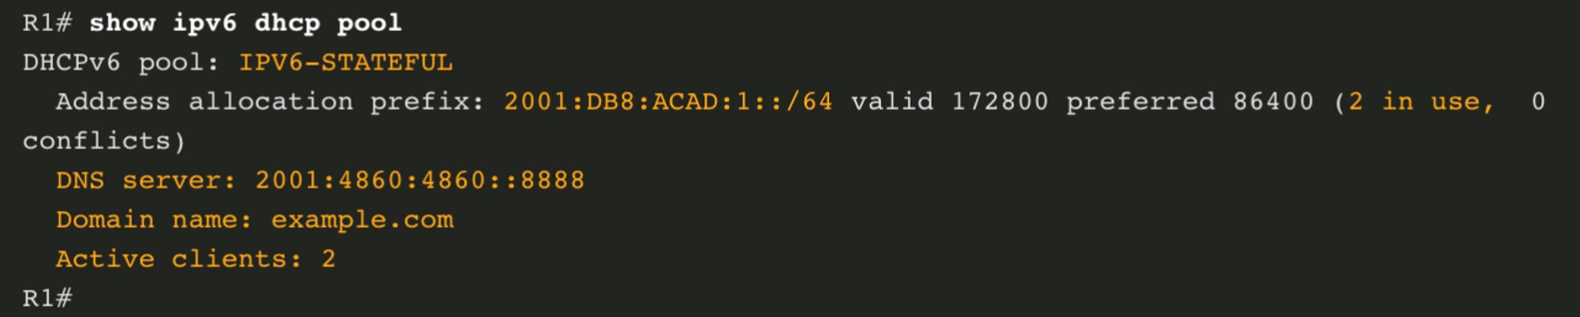 R1# show ipv6 dhcp pool
DHCPv6 pool: IPV6-STATEFUL
  Address allocation prefix: 2001:DB8:ACAD:1::/64 valid 172800 preferred 86400 (2 in use,  0
conflicts)
  DNS server: 2001:4860:4860::8888
  Domain name: example.com
  Active clients: 2
R1#